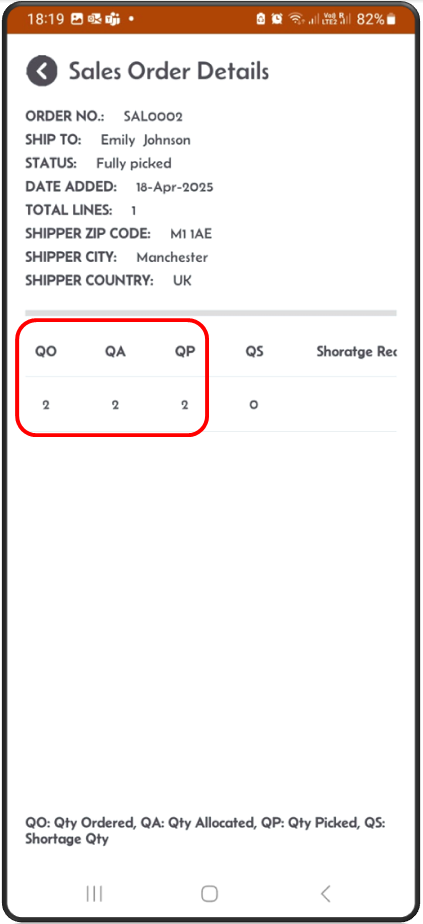 18:19 82%
Sales Order Details
ORDER NO.: SAL0002
SHIP TO: Emily Johnson
STATUS: Fully picked
DATE ADDED: 18-Apr-2025
TOTAL LINES: 1
SHIPPER ZIP CODE: M1 1AE
SHIPPER CITY: Manchester
SHIPPER COUNTRY: UK
QO QA QP QS Shoratge Rec
2 2 2 0
QO: Qty Ordered, QA: Qty Allocated, QP: Qty Picked, QS:
Shortage Qty